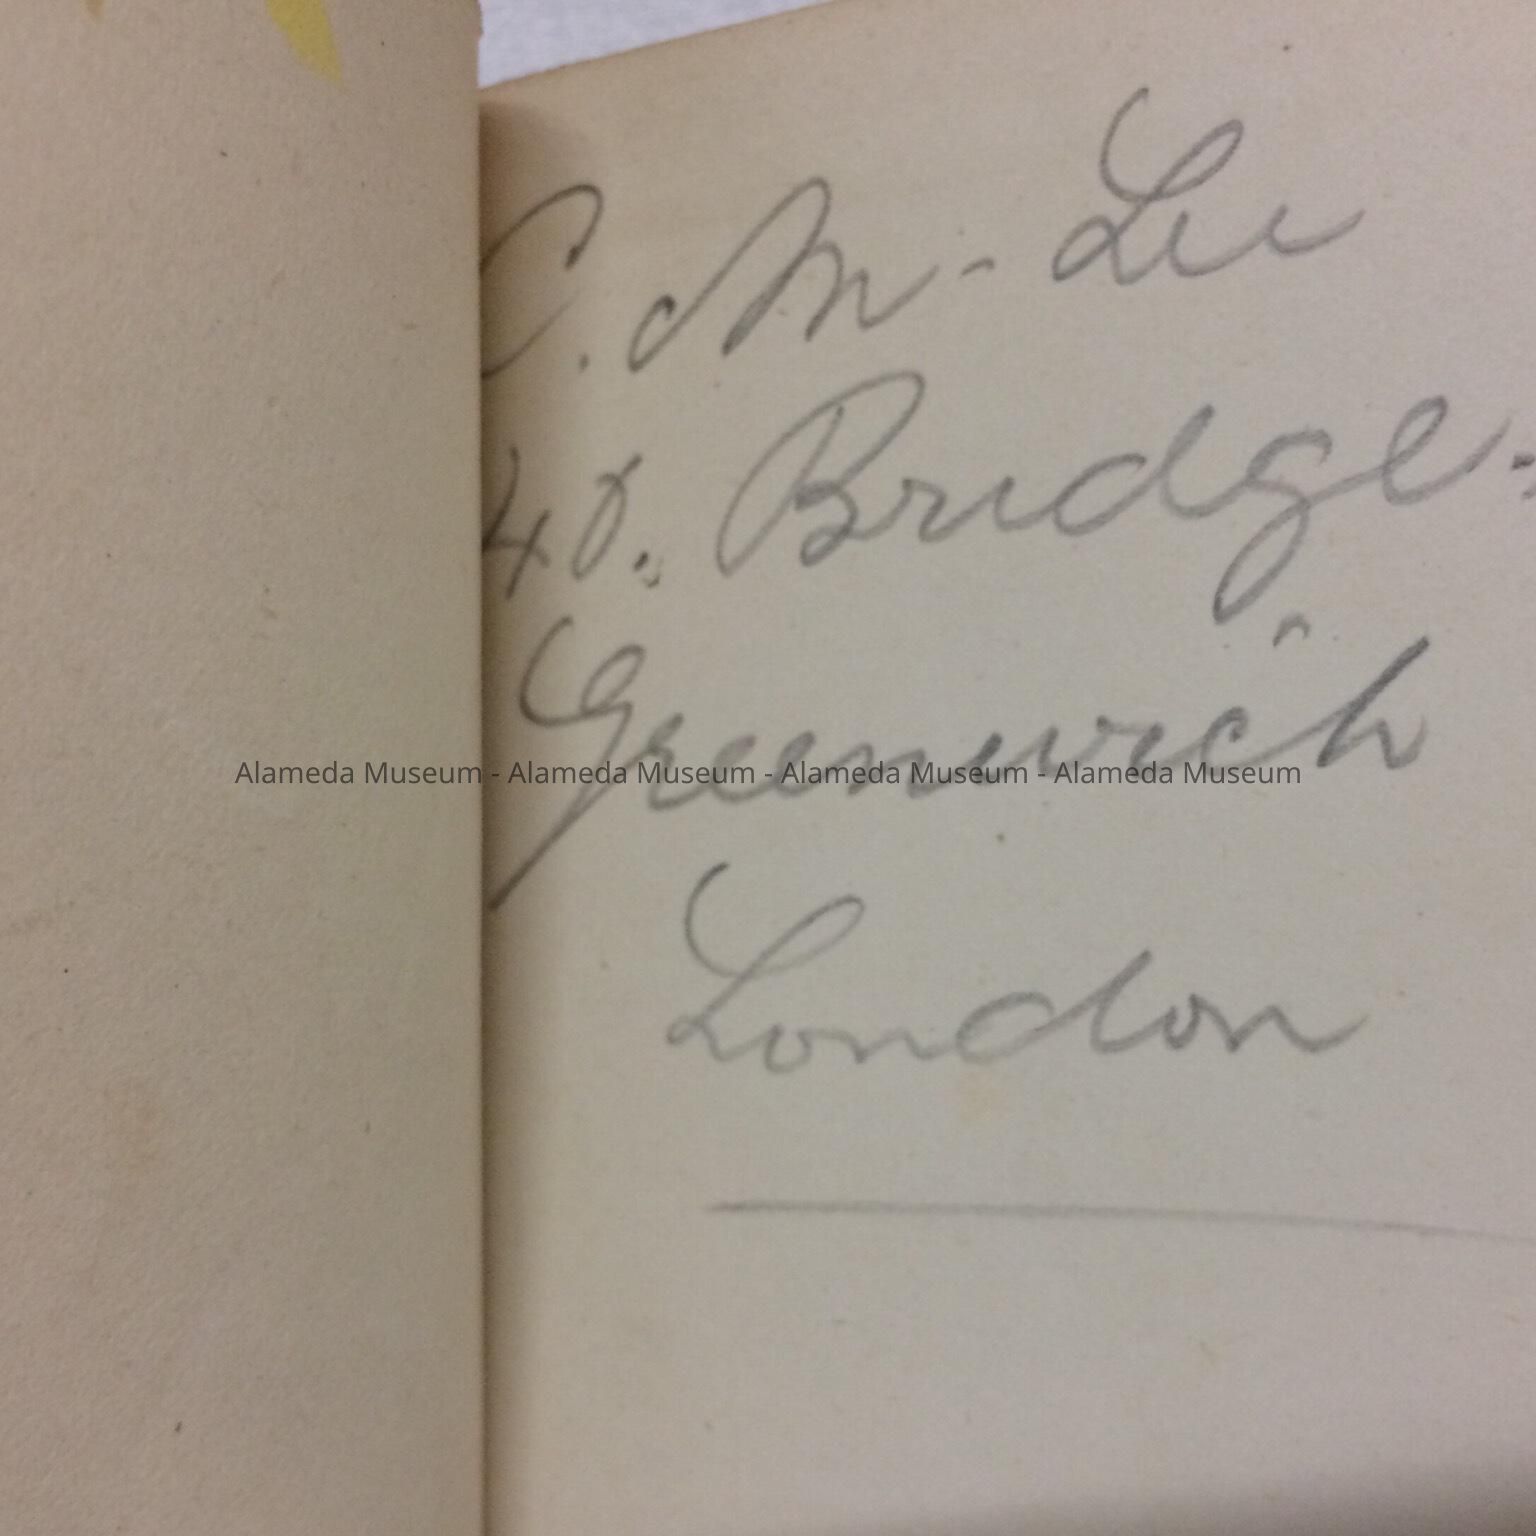 C. M. Lee
40. Bridge.
Greenwich
Alameda Museum - Alameda Museum - Alameda Museum - Alameda Museum
London